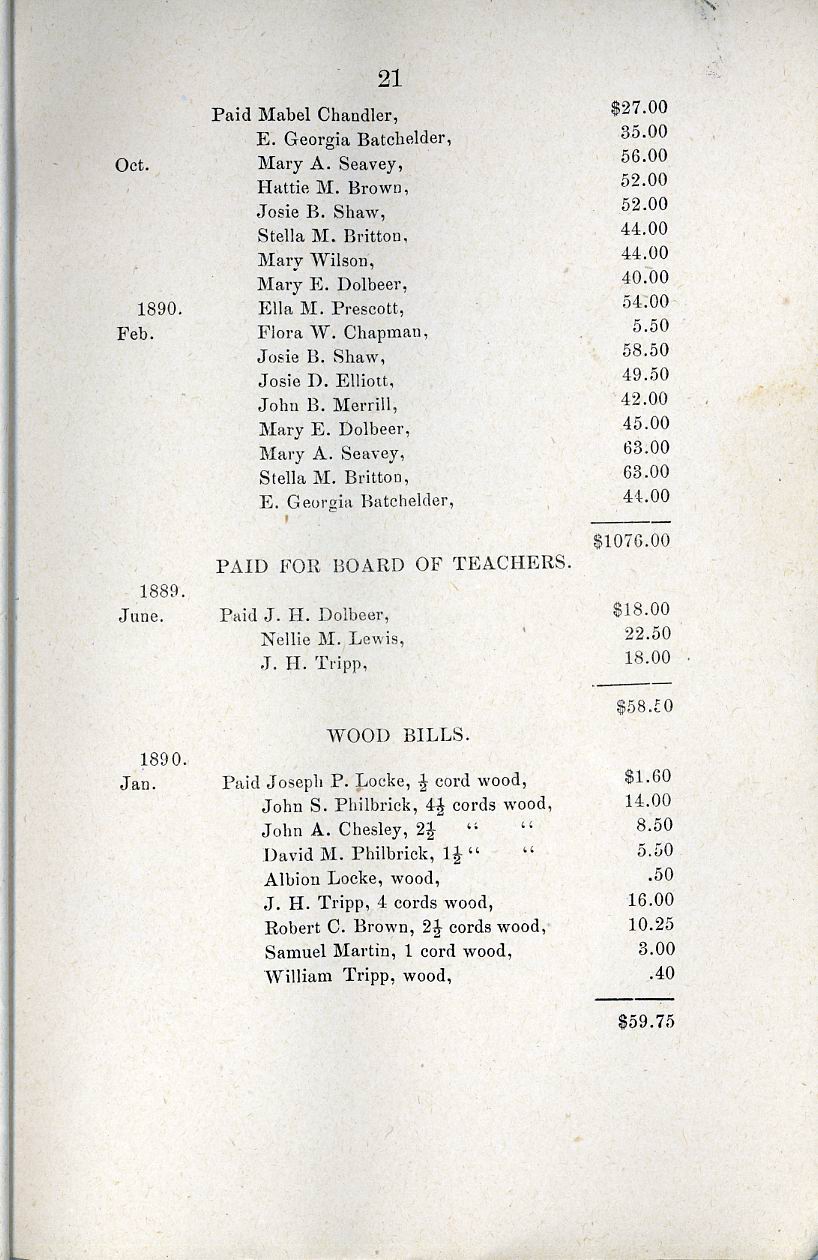 21
Paid Mabel Chandler, $27.00
E. Georgia Batchelder, 35.00
Oct. Mary A. Seavey, 56.00
Hattie M. Brown, 52.00
Josie B. Shaw, 52.00
Stella M. Britton, 44.00
Mary Wilson, 44.00
Mary E. Dolbeer, 40.00
1890. Ella M. Prescott, 54.00
Feb. Flora W. Chapman, 5.50
Josie B. Shaw, 58.50
Josie D. Elliott, 49.50
John B. Merrill, 42.00
Mary E. Dolbeer, 45.00
Mary A. Seavey, 63.00
Stella M. Britton, 63.00
E. Georgia Batchelder, 44.00
$1076.00
PAID FOR BOARD OF TEACHERS.
1889.
June. Paid J. H. Dolbeer, $18.00
Nellie M. Lewis, 22.50
J. H. Tripp, 18.00
$58.50
WOOD BILLS.
1890.
Jan. Paid Joseph P. Locke, ½ cord wood, $1.60
John S. Philbrick, 4½ cords wood, 14.00
John A. Chesley, 2½ “ “ 8.50
David M. Philbrick, 1½ “ “ 5.50
Albion Locke, wood, .50
J. H. Tripp, 4 cords wood, 16.00
Robert C. Brown, 2½ cords wood, 10.25
Samuel Martin, 1 cord wood, 3.00
William Tripp, wood, .40
$59.75